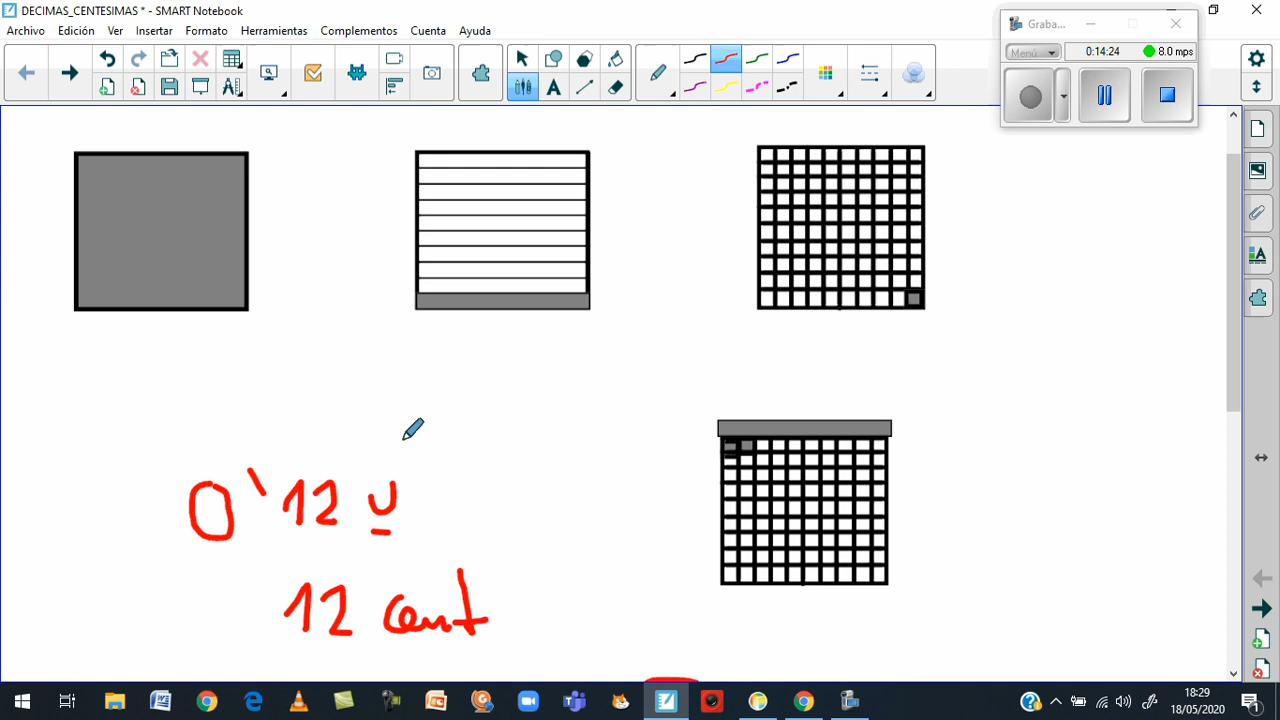 DECIMAS_CENTESIMAS * - SMART Notebook
Graba...
Archivo Edición Ver Insertar Formato Herramientas Complementos Cuenta Ayuda
Menú 0:14:24 8.0 mps
0'12 u
12 cent
18:29
18/05/2020